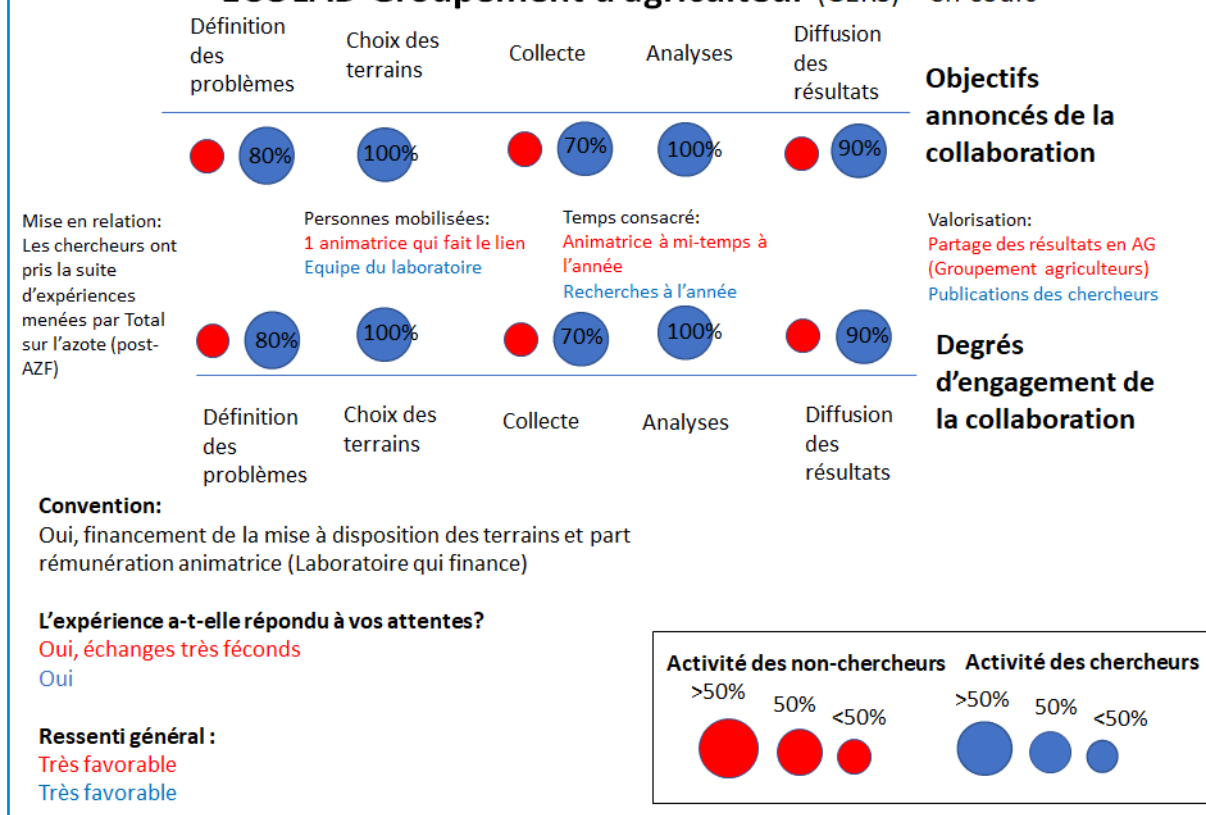 Définition
des
problèmes
Choix des
terrains
Collecte
Analyses
Diffusion
des
résultats
Objectifs
annoncés de la
collaboration
80%
100%
70%
100%
90%
Mise en relation:
Les chercheurs ont
pris la suite
d'expériences
menées par Total
sur l'azote (post-
AZF)
Personnes mobilisées:
1 animatrice qui fait le lien
Equipe du laboratoire
Temps consacré:
Animatrice à mi-temps à
l'année
Recherches à l'année
Valorisation:
Partage des résultats en AG
(Groupement agriculteurs)
Publications des chercheurs
80%
100%
70%
100%
90%
Degrés
d'engagement de
la collaboration
Définition
des
problèmes
Choix des
terrains
Collecte
Analyses
Diffusion
des
résultats
Convention:
Oui, financement de la mise à disposition des terrains et part
rémunération animatrice (Laboratoire qui finance)
L'expérience a-t-elle répondu à vos attentes?
Oui, échanges très féconds
Oui
Ressenti général :
Très favorable
Très favorable
Activité des non-chercheurs
>50%
50%
<50%
Activité des chercheurs
>50%
50%
<50%